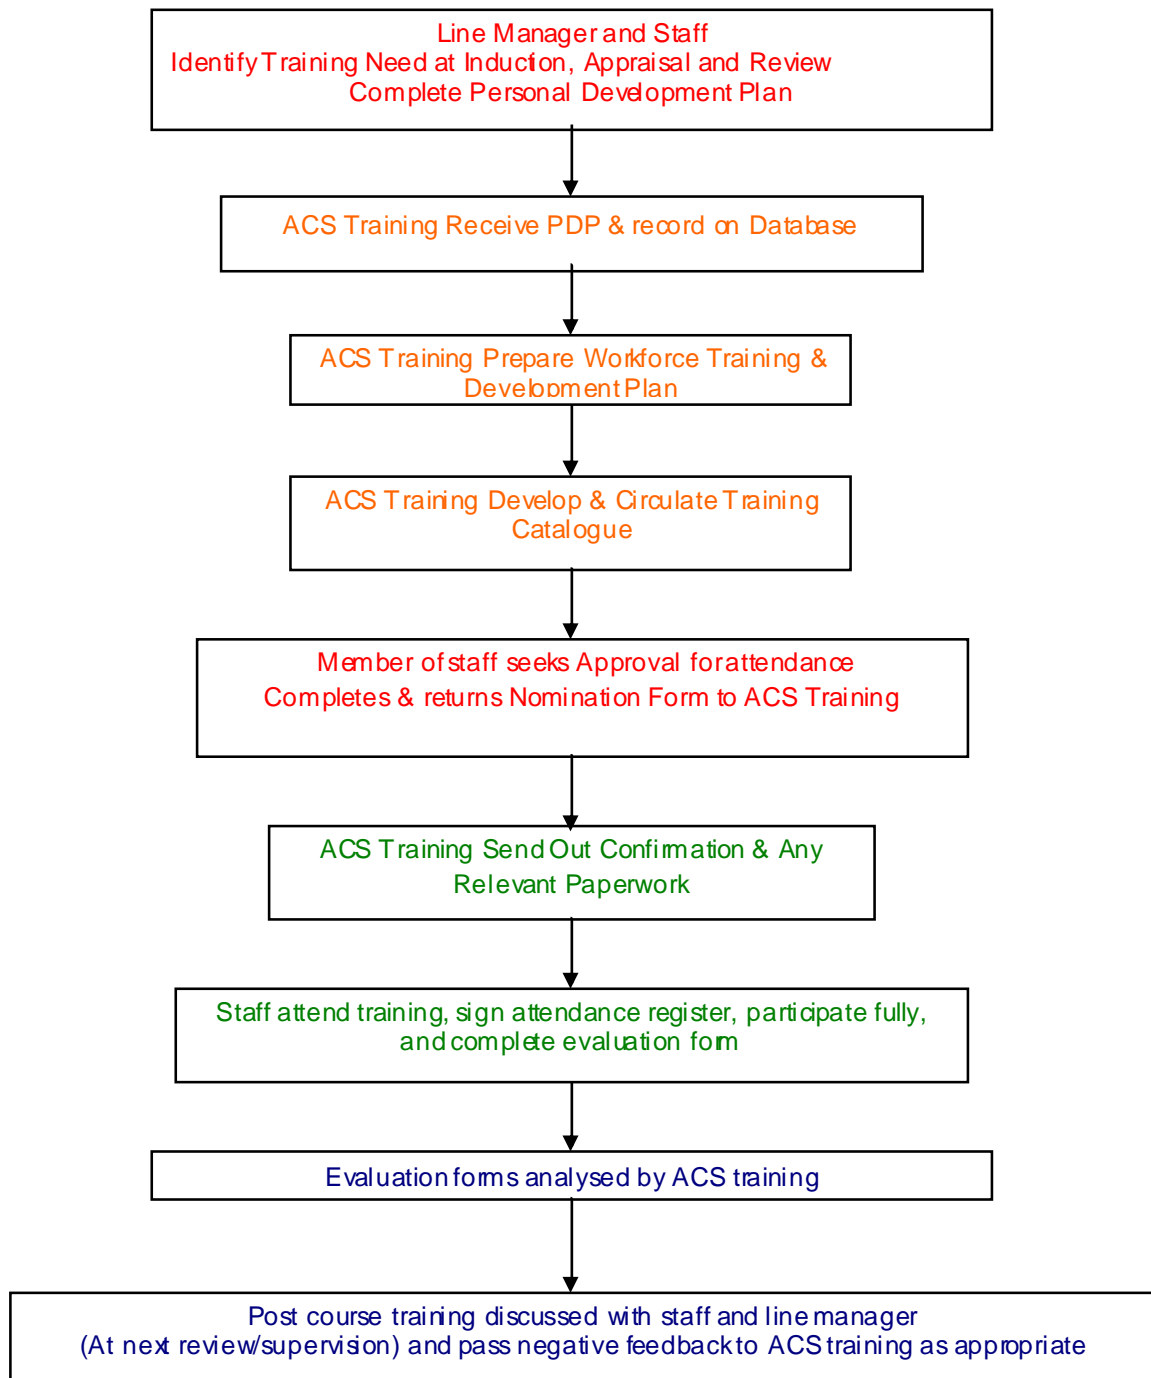 Line Manager and Staff
Identify Training Need at Induction, Appraisal and Review
Complete Personal Development Plan
ACS Training Receive PDP & record on Database
ACS Training Prepare Workforce Training &
Development Plan
ACS Training Develop & Circulate Training
Catalogue
Member of staff seeks Approval for attendance
Completes & returns Nomination Form to ACS Training
ACS Training Send Out Confirmation & Any
Relevant Paperwork
Staff attend training, sign attendance register, participate fully,
and complete evaluation form
Evaluation forms analysed by ACS training
Post course training discussed with staff and line manager
(At next review/supervision) and pass negative feedback to ACS training as appropriate